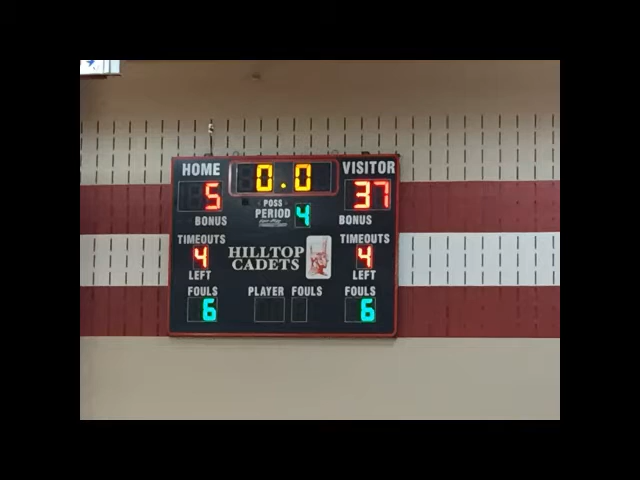 HOME 0.0 VISITOR
5 37
POSS
PERIOD 4
BONUS BONUS
TIMEOUTS TIMEOUTS
4 HILLTOP 4
CADETS
LEFT LEFT
FOULS PLAYER FOULS FOULS
6 6